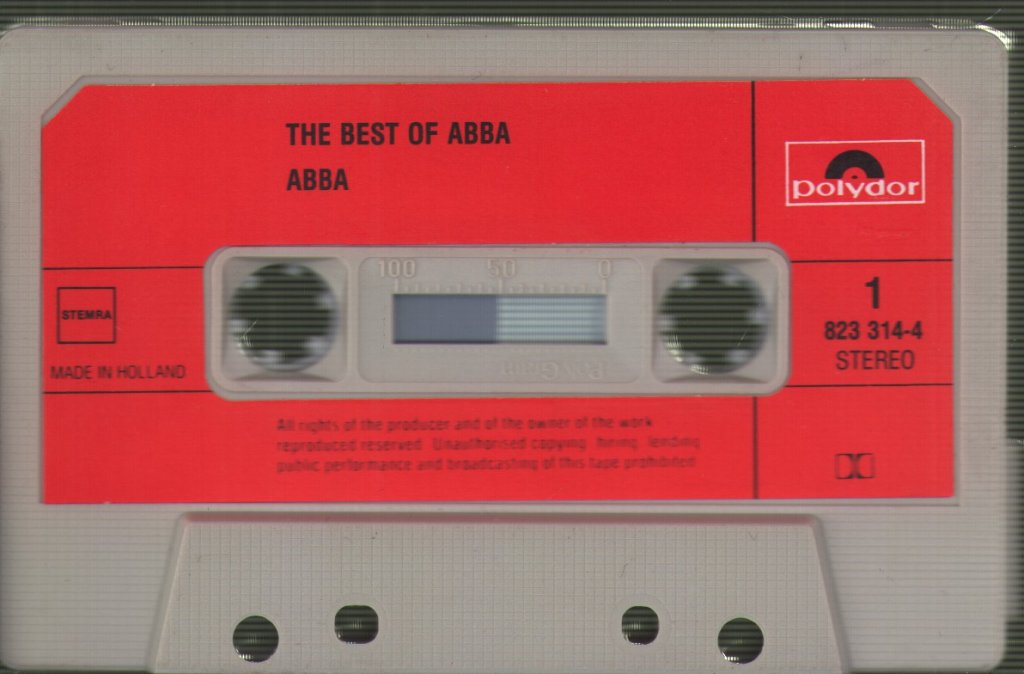 THE BEST OF ABBA
ABBA
polydor
100 50 0
STEMRA
1
823 314-4
STEREO
MADE IN HOLLAND
PolyGram
All rights of the producer and of the owner of the work
reproduced reserved Unauthorised copying hiring lending
public performance and broadcasting of this tape prohibited